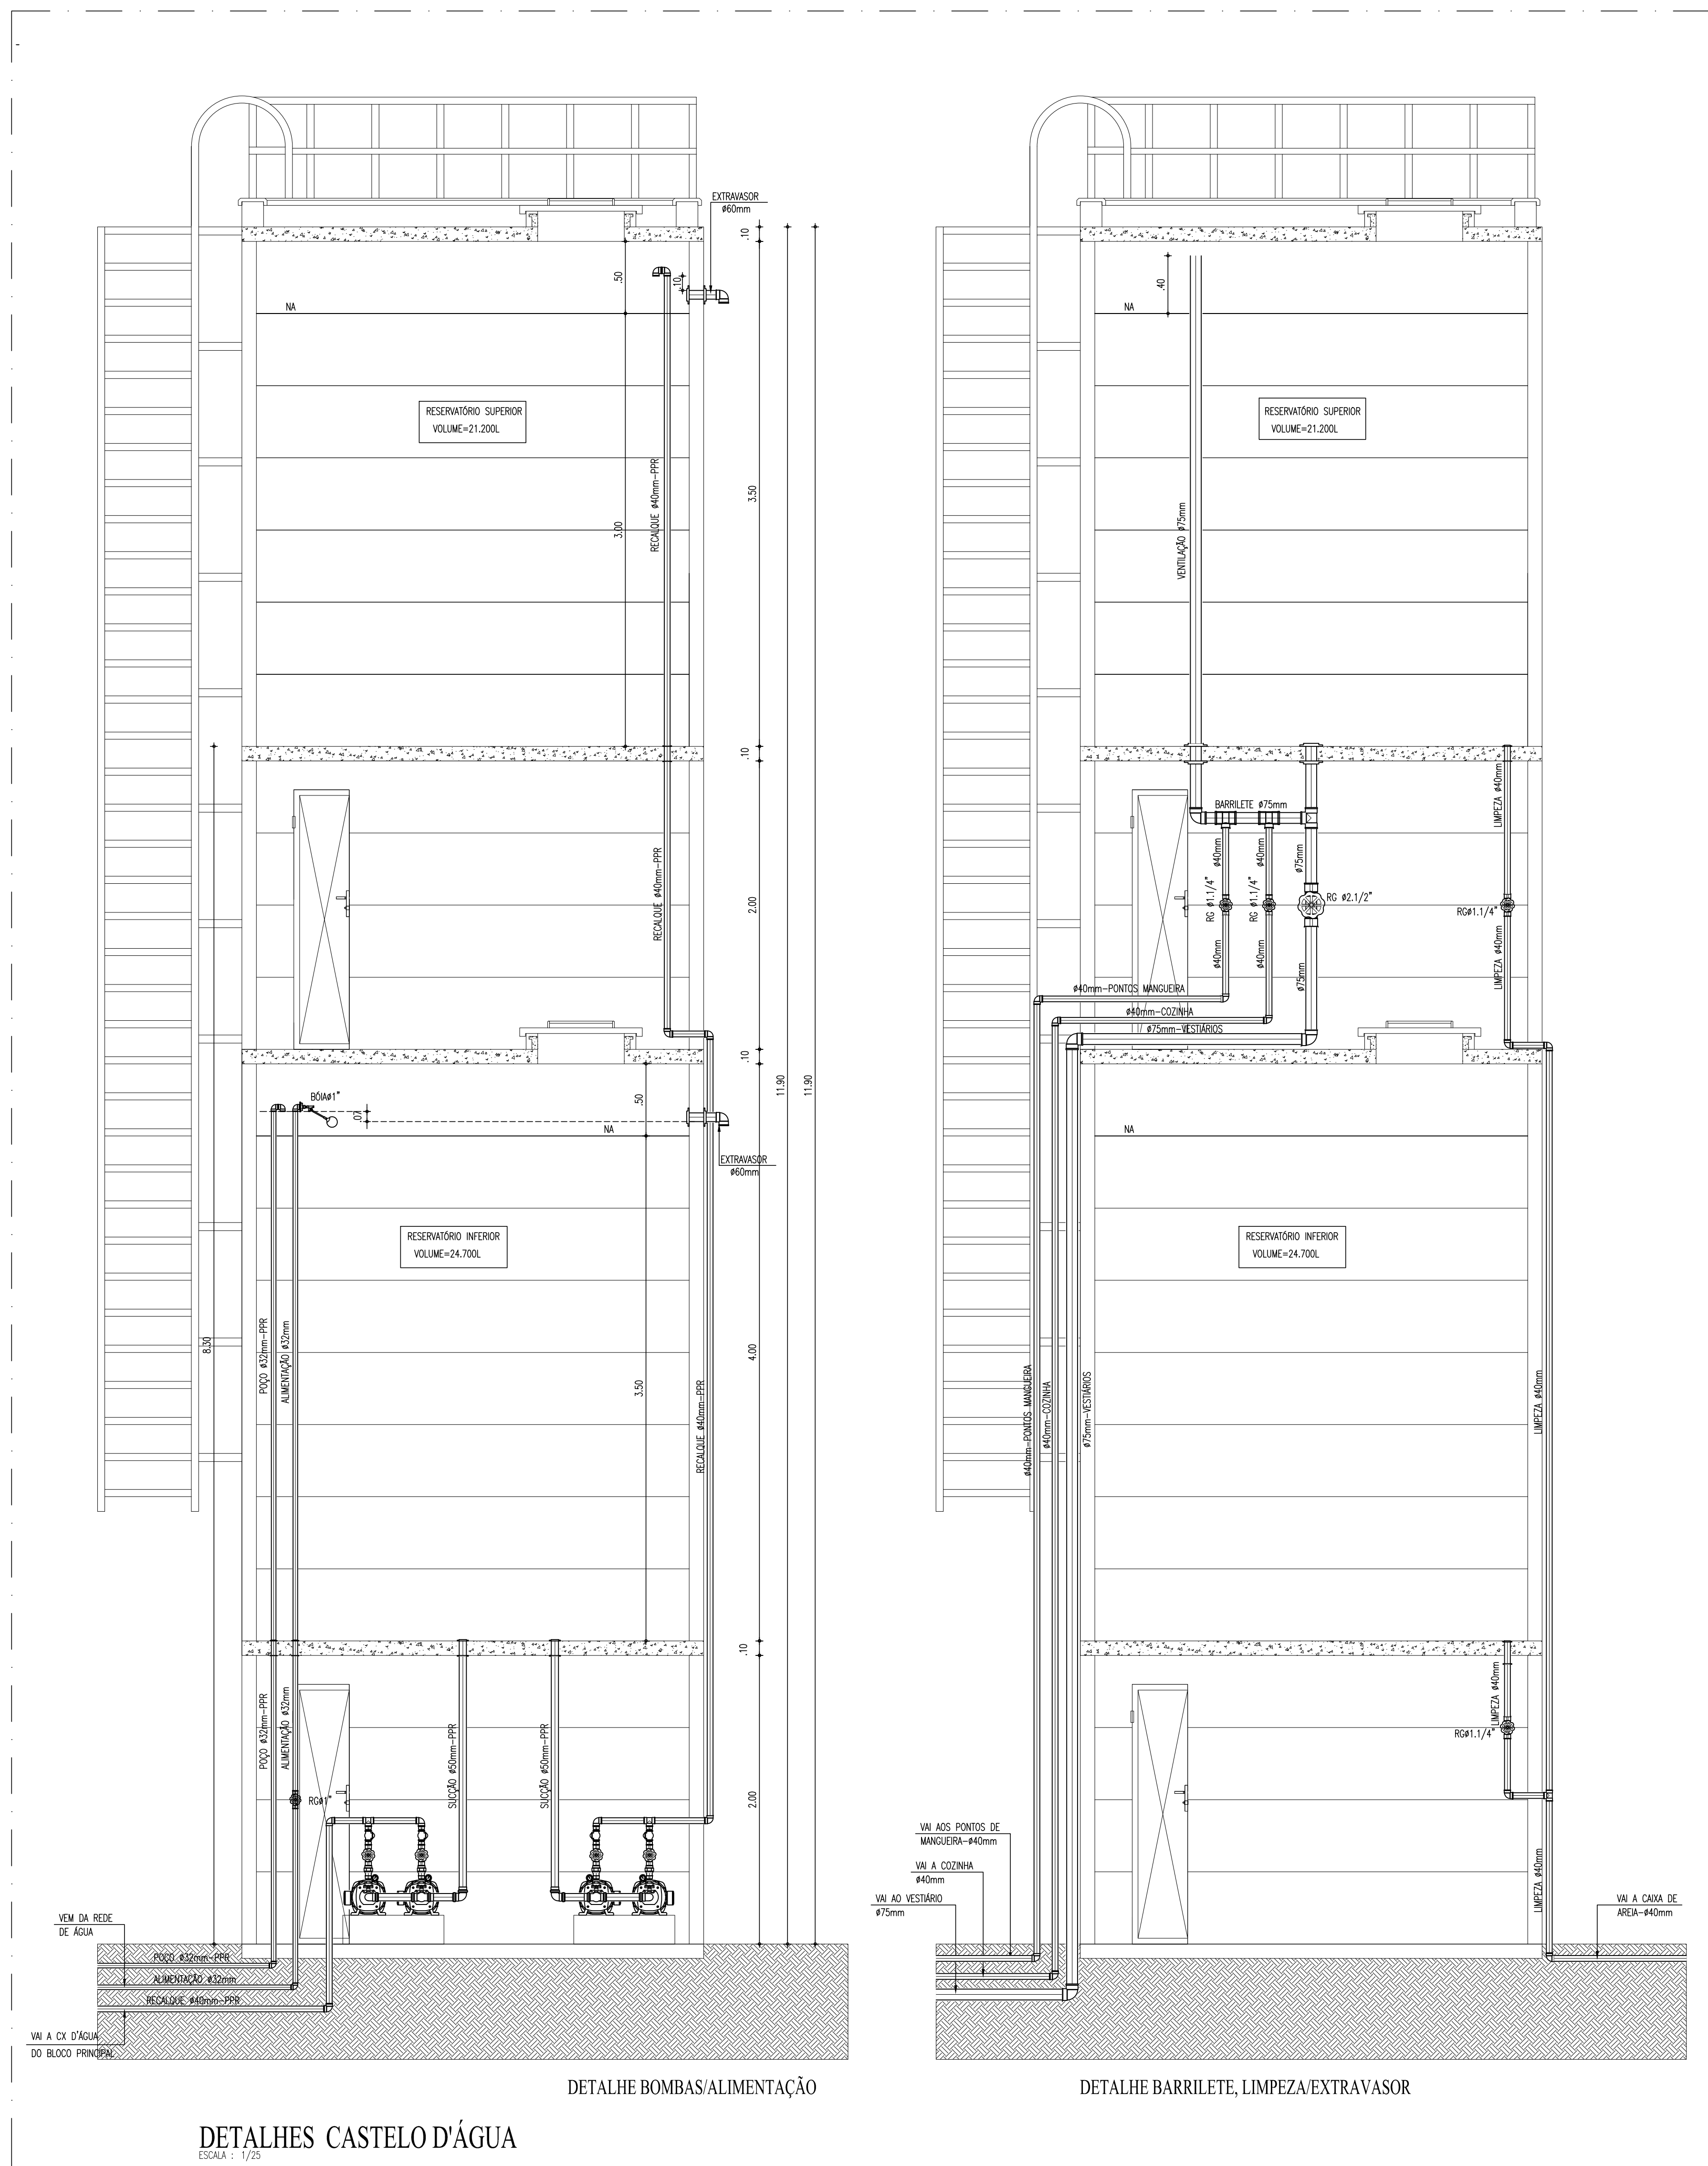 EXTRAVASOR
ø60mm
.10
.50
.10
NA
RESERVATÓRIO SUPERIOR
VOLUME=21.200L
RECALQUE ø40mm-PPR
3.00
3.50
.10
RECALQUE ø40mm-PPR
2.00
.10
11.90
11.90
BÓIAø1"
.07
.50
NA
EXTRAVASOR
ø60mm
RESERVATÓRIO INFERIOR
VOLUME=24.700L
8.30
POÇO ø32mm-PPR
ALIMENTAÇÃO ø32mm
3.50
4.00
RECALQUE ø40mm-PPR
.10
POÇO ø32mm-PPR
ALIMENTAÇÃO ø32mm
RGø1"
SUCÇÃO ø50mm-PPR
SUCÇÃO ø50mm-PPR
2.00
VEM DA REDE
DE ÁGUA
POÇO ø32mm-PPR
ALIMENTAÇÃO ø32mm
RECALQUE ø40mm-PPR
VAI A CX D'ÁGUA
DO BLOCO PRINCIPAL
DETALHE BOMBAS/ALIMENTAÇÃO
.40
NA
RESERVATÓRIO SUPERIOR
VOLUME=21.200L
VENTILAÇÃO ø75mm
BARRILETE ø75mm
LIMPEZA ø40mm
ø40mm
ø40mm
ø75mm
RG ø1.1/4"
RG ø1.1/4"
RG ø2.1/2"
RGø1.1/4"
ø40mm
ø40mm
ø75mm
LIMPEZA ø40mm
ø40mm-PONTOS MANGUEIRA
ø40mm-COZINHA
ø75mm-VESTIÁRIOS
NA
RESERVATÓRIO INFERIOR
VOLUME=24.700L
ø40mm-PONTOS MANGUEIRA
ø40mm-COZINHA
ø75mm-VESTIÁRIOS
LIMPEZA ø40mm
LIMPEZA ø40mm
RGø1.1/4"
VAI AOS PONTOS DE
MANGUEIRA-ø40mm
VAI A COZINHA
ø40mm
VAI AO VESTIÁRIO
ø75mm
LIMPEZA ø40mm
VAI A CAIXA DE
AREIA-ø40mm
DETALHE BARRILETE, LIMPEZA/EXTRAVASOR
DETALHES CASTELO D'ÁGUA
ESCALA : 1/25